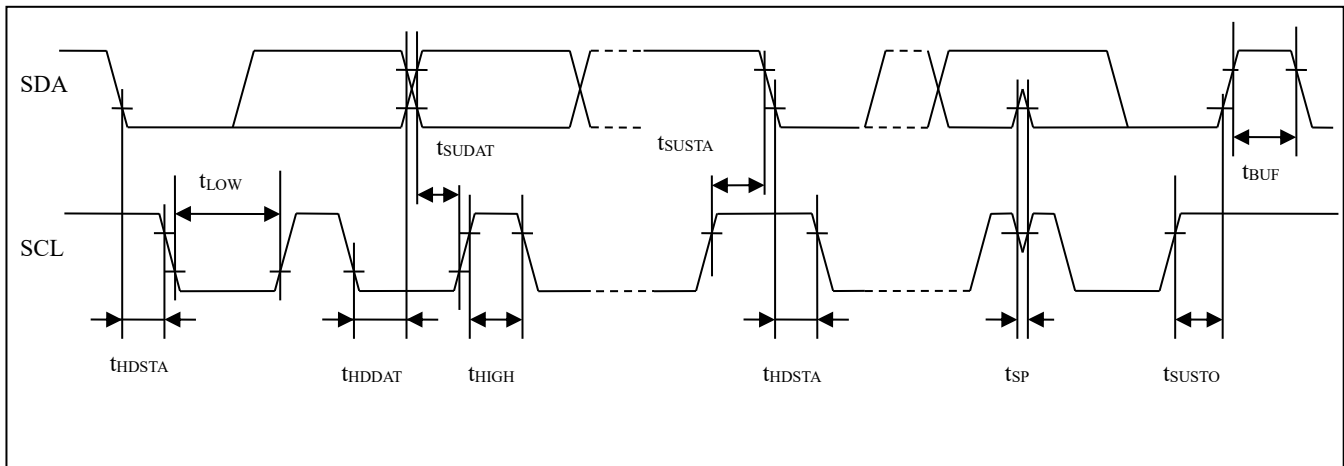 SDA
tSUDAT
tSUSTA
tBUF
tLOW
SCL
tHDSTA
tHDDAT
tHIGH
tHDSTA
tSP
tSUSTO